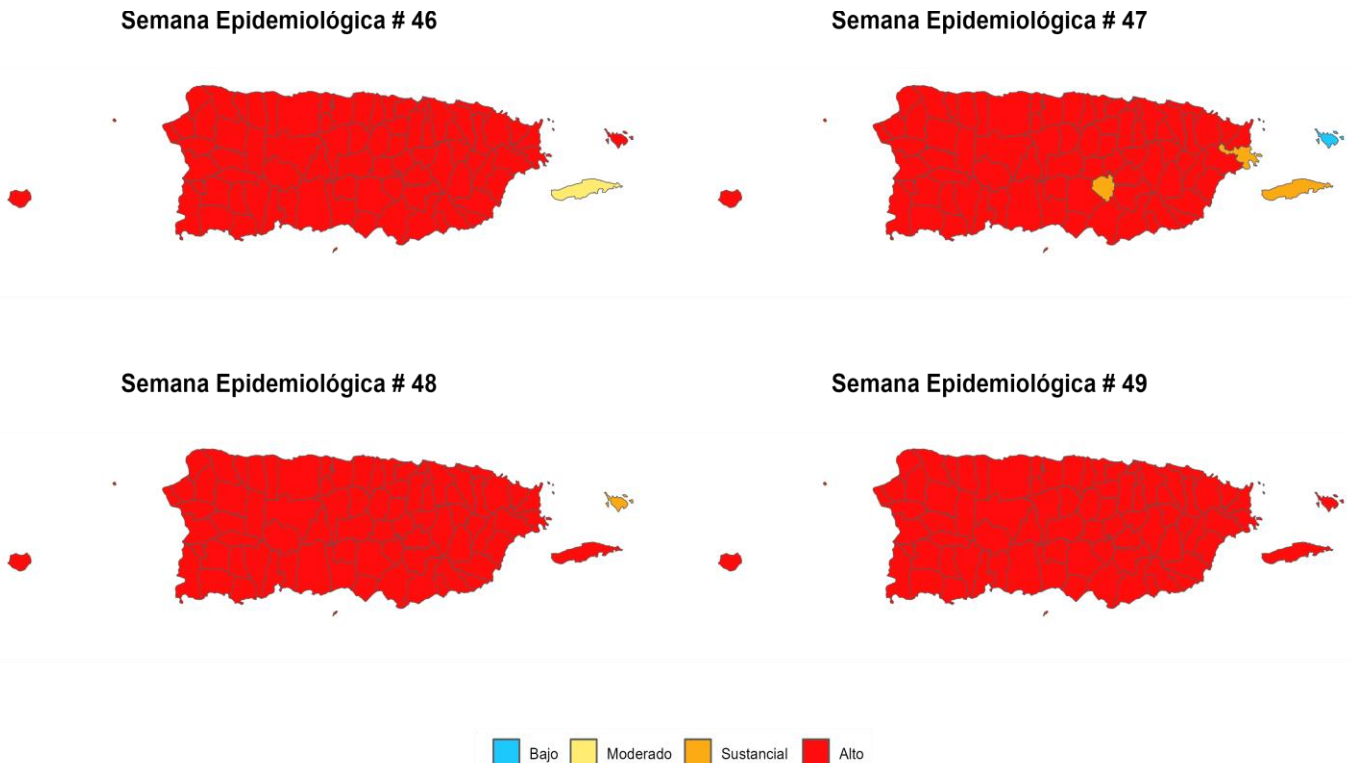 Semana Epidemiológica # 46
Semana Epidemiológica # 47
Semana Epidemiológica # 48
Semana Epidemiológica # 49
Bajo Moderado Sustancial Alto